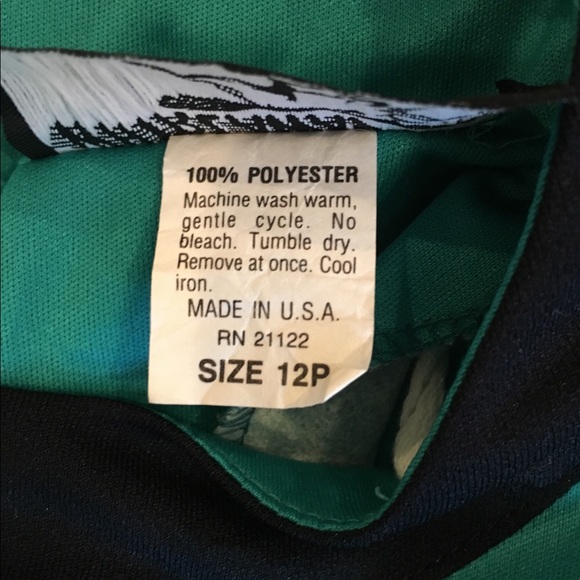 100% POLYESTER
Machine wash warm,
gentle cycle. No
bleach. Tumble dry.
Remove at once. Cool
iron.
MADE IN U.S.A.
RN 21122
SIZE 12P